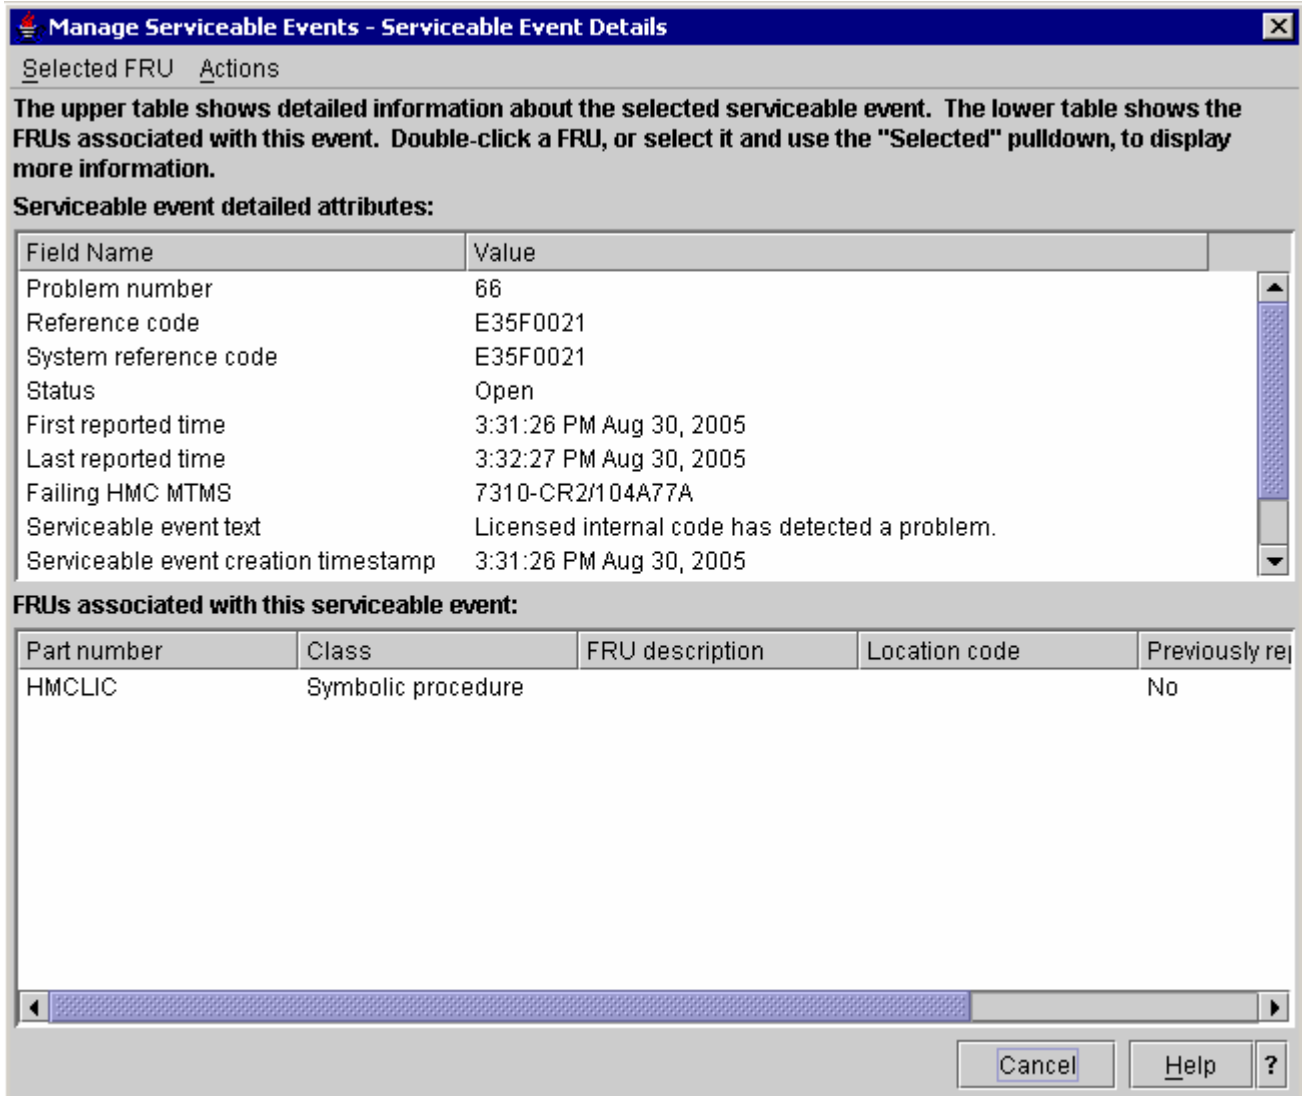 Manage Serviceable Events - Serviceable Event Details
Selected FRU Actions
The upper table shows detailed information about the selected serviceable event. The lower table shows the
FRUs associated with this event. Double-click a FRU, or select it and use the "Selected" pulldown, to display
more information.
Serviceable event detailed attributes:
Field Name Value
Problem number 66
Reference code E35F0021
System reference code E35F0021
Status Open
First reported time 3:31:26 PM Aug 30, 2005
Last reported time 3:32:27 PM Aug 30, 2005
Failing HMC MTMS 7310-CR2/104A77A
Serviceable event text Licensed internal code has detected a problem.
Serviceable event creation timestamp 3:31:26 PM Aug 30, 2005
FRUs associated with this serviceable event:
Part number Class FRU description Location code Previously rep
HMCLIC Symbolic procedure No
Cancel Help ?